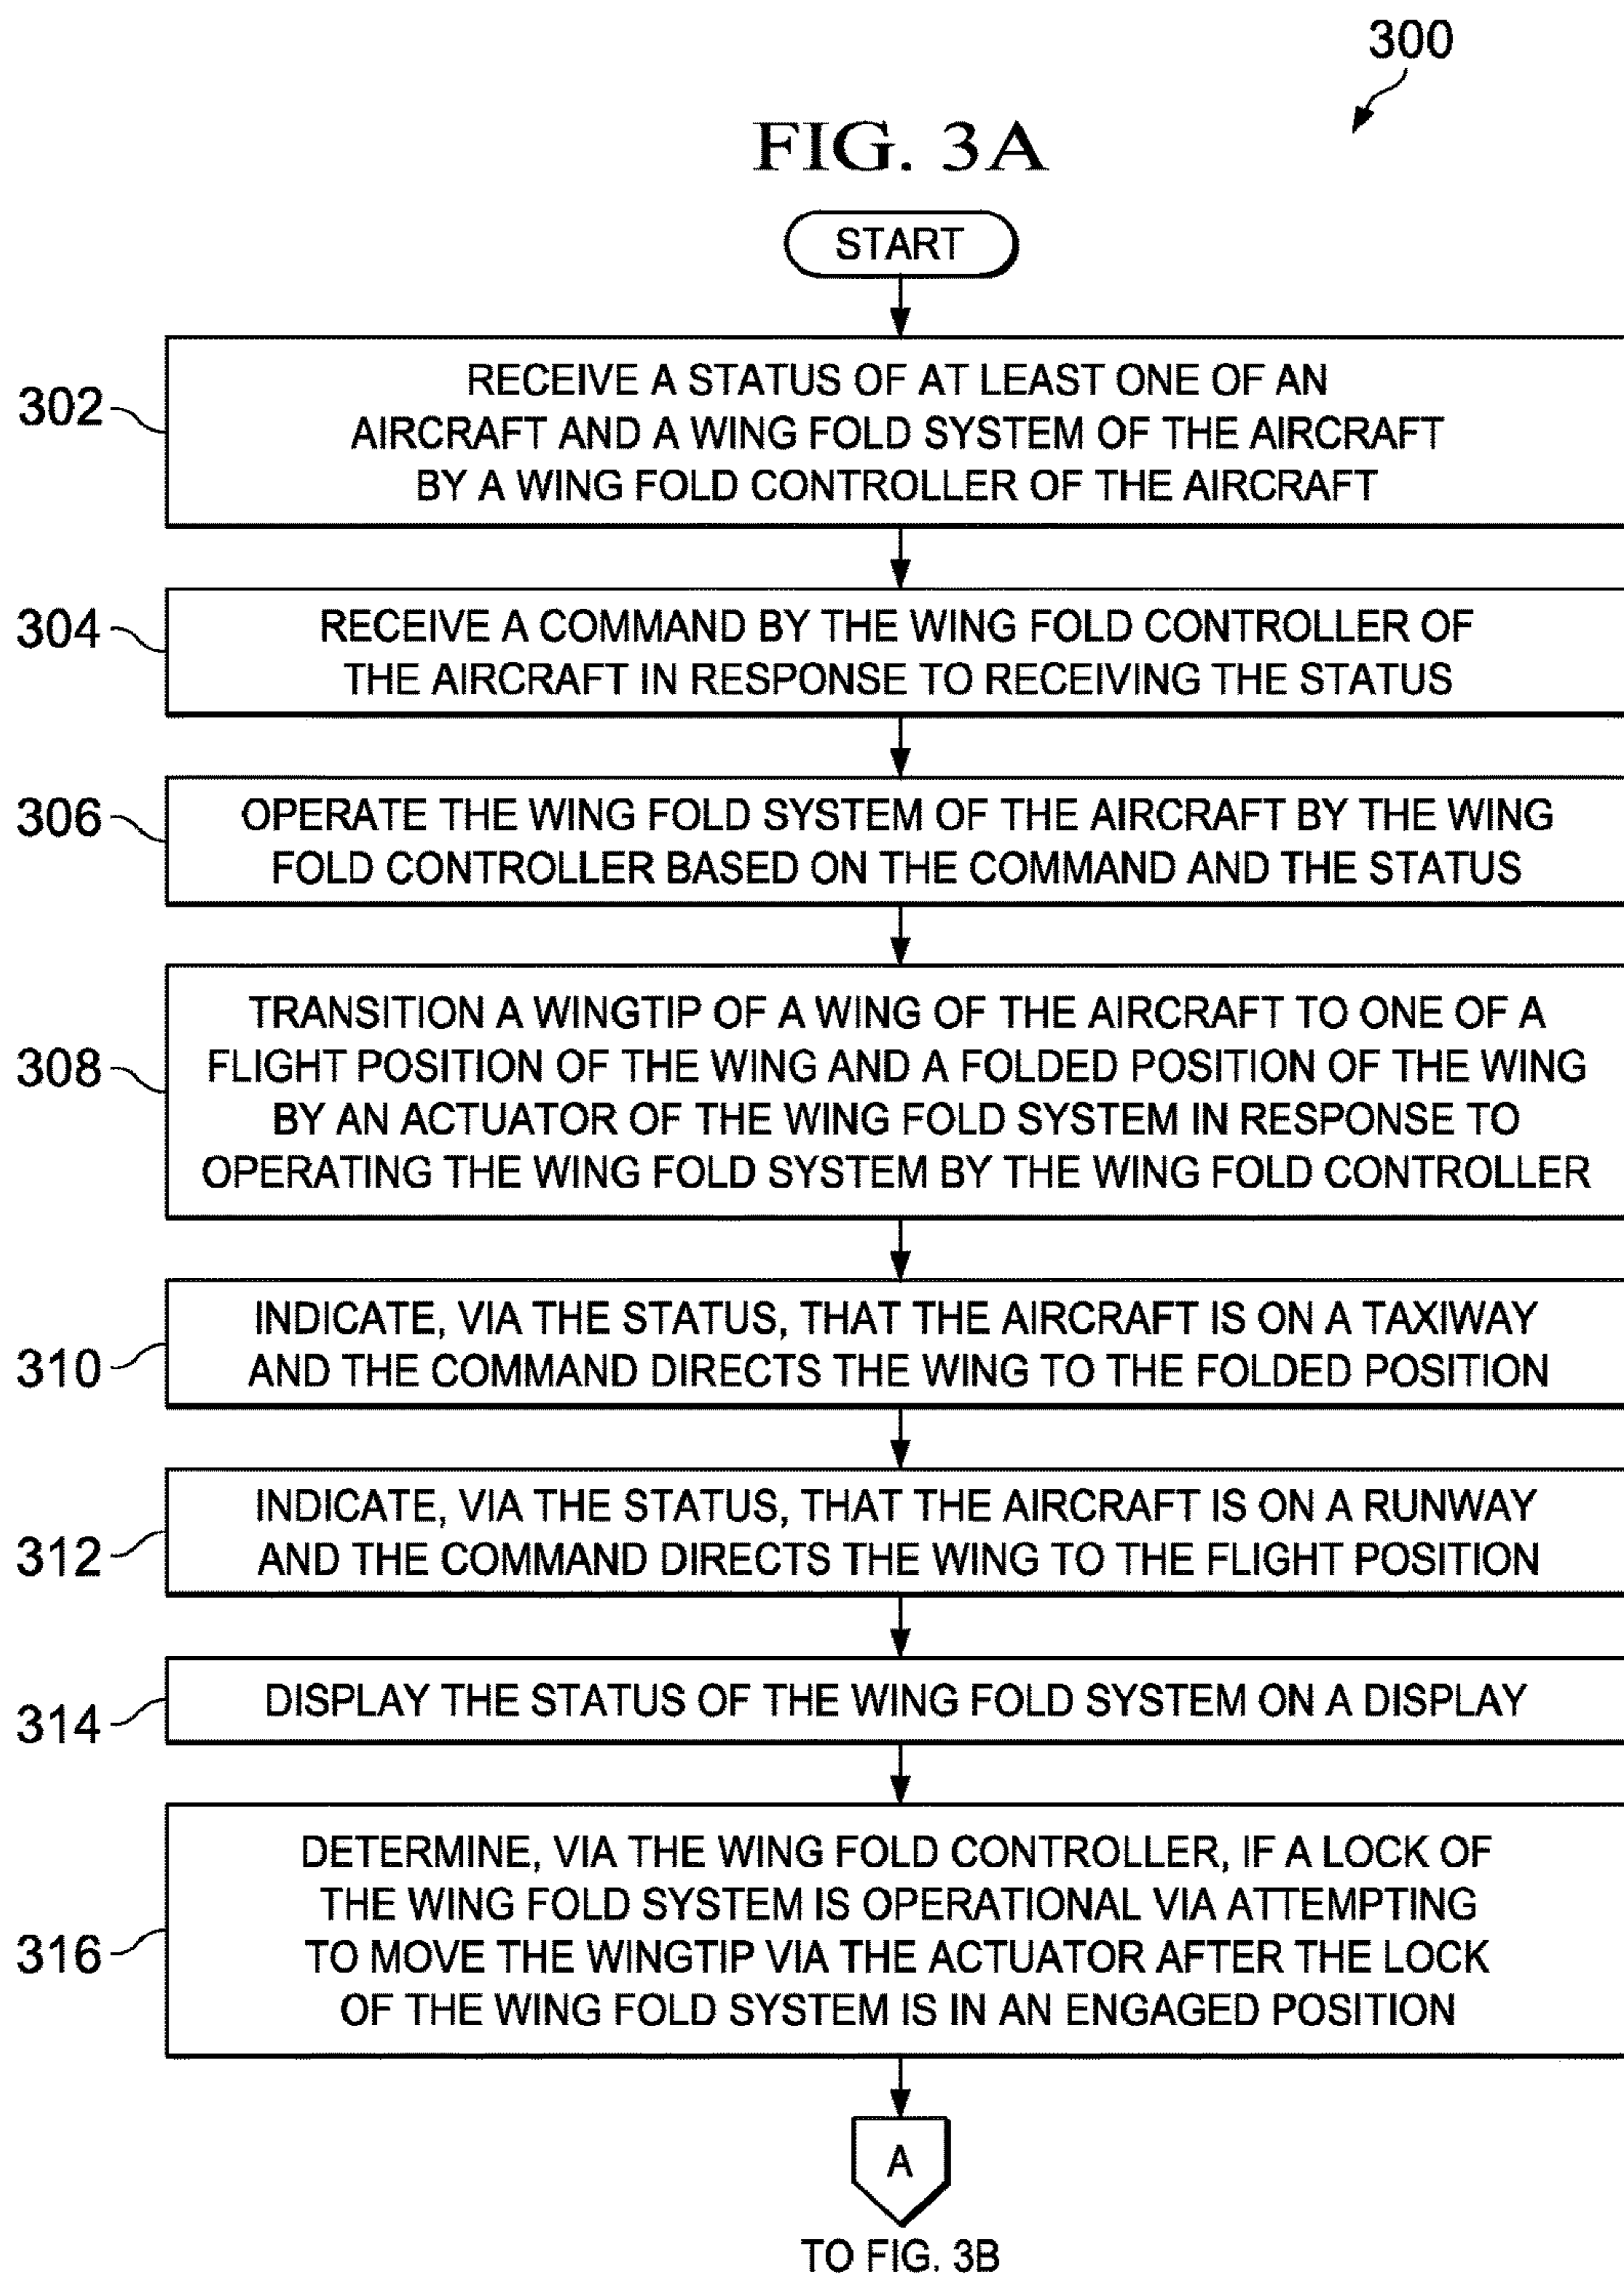 300
FIG. 3A
START
302
RECEIVE A STATUS OF AT LEAST ONE OF AN
AIRCRAFT AND A WING FOLD SYSTEM OF THE AIRCRAFT
BY A WING FOLD CONTROLLER OF THE AIRCRAFT
304
RECEIVE A COMMAND BY THE WING FOLD CONTROLLER OF
THE AIRCRAFT IN RESPONSE TO RECEIVING THE STATUS
306
OPERATE THE WING FOLD SYSTEM OF THE AIRCRAFT BY THE WING
FOLD CONTROLLER BASED ON THE COMMAND AND THE STATUS
308
TRANSITION A WINGTIP OF A WING OF THE AIRCRAFT TO ONE OF A
FLIGHT POSITION OF THE WING AND A FOLDED POSITION OF THE WING
BY AN ACTUATOR OF THE WING FOLD SYSTEM IN RESPONSE TO
OPERATING THE WING FOLD SYSTEM BY THE WING FOLD CONTROLLER
310
INDICATE, VIA THE STATUS, THAT THE AIRCRAFT IS ON A TAXIWAY
AND THE COMMAND DIRECTS THE WING TO THE FOLDED POSITION
312
INDICATE, VIA THE STATUS, THAT THE AIRCRAFT IS ON A RUNWAY
AND THE COMMAND DIRECTS THE WING TO THE FLIGHT POSITION
314
DISPLAY THE STATUS OF THE WING FOLD SYSTEM ON A DISPLAY
316
DETERMINE, VIA THE WING FOLD CONTROLLER, IF A LOCK OF
THE WING FOLD SYSTEM IS OPERATIONAL VIA ATTEMPTING
TO MOVE THE WINGTIP VIA THE ACTUATOR AFTER THE LOCK
OF THE WING FOLD SYSTEM IS IN AN ENGAGED POSITION
A
TO FIG. 3B